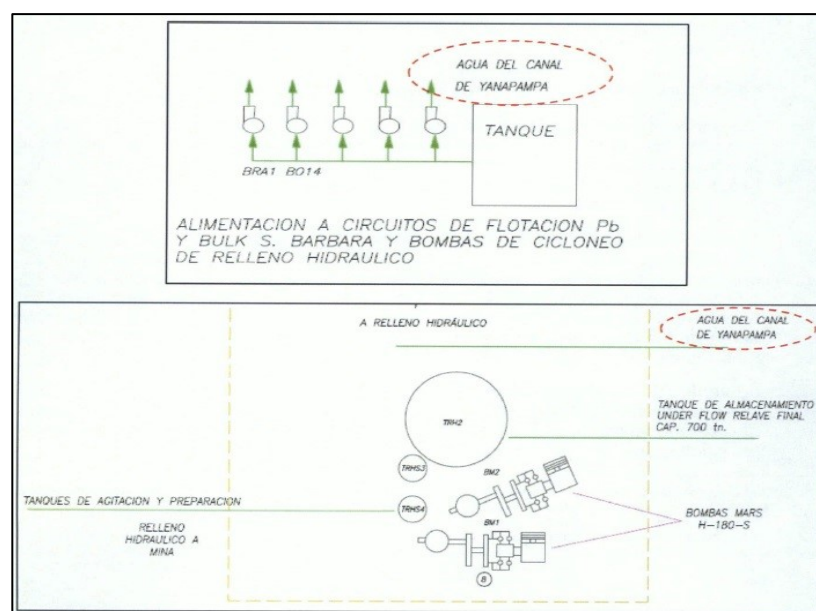 AGUA DEL CANAL
DE YANAPAMPA
TANQUE
BRA1 BO14
ALIMENTACION A CIRCUITOS DE FLOTACION Pb
Y BULK S. BARBARA Y BOMBAS DE CICLONEO
DE RELLENO HIDRAULICO
A RELLENO HIDRÁULICO
AGUA DEL CANAL
DE YANAPAMPA
TANQUE DE ALMACENAMIENTO
UNDER FLOW RELAVE FINAL
CAP. 700 tn.
TRH2
TRHS3
BM2
TANQUES DE AGITACION Y PREPARACION
TRHS4
RELLENO
HIDRAULICO A
MINA
BM1
BOMBAS MARS
H-180-S
8